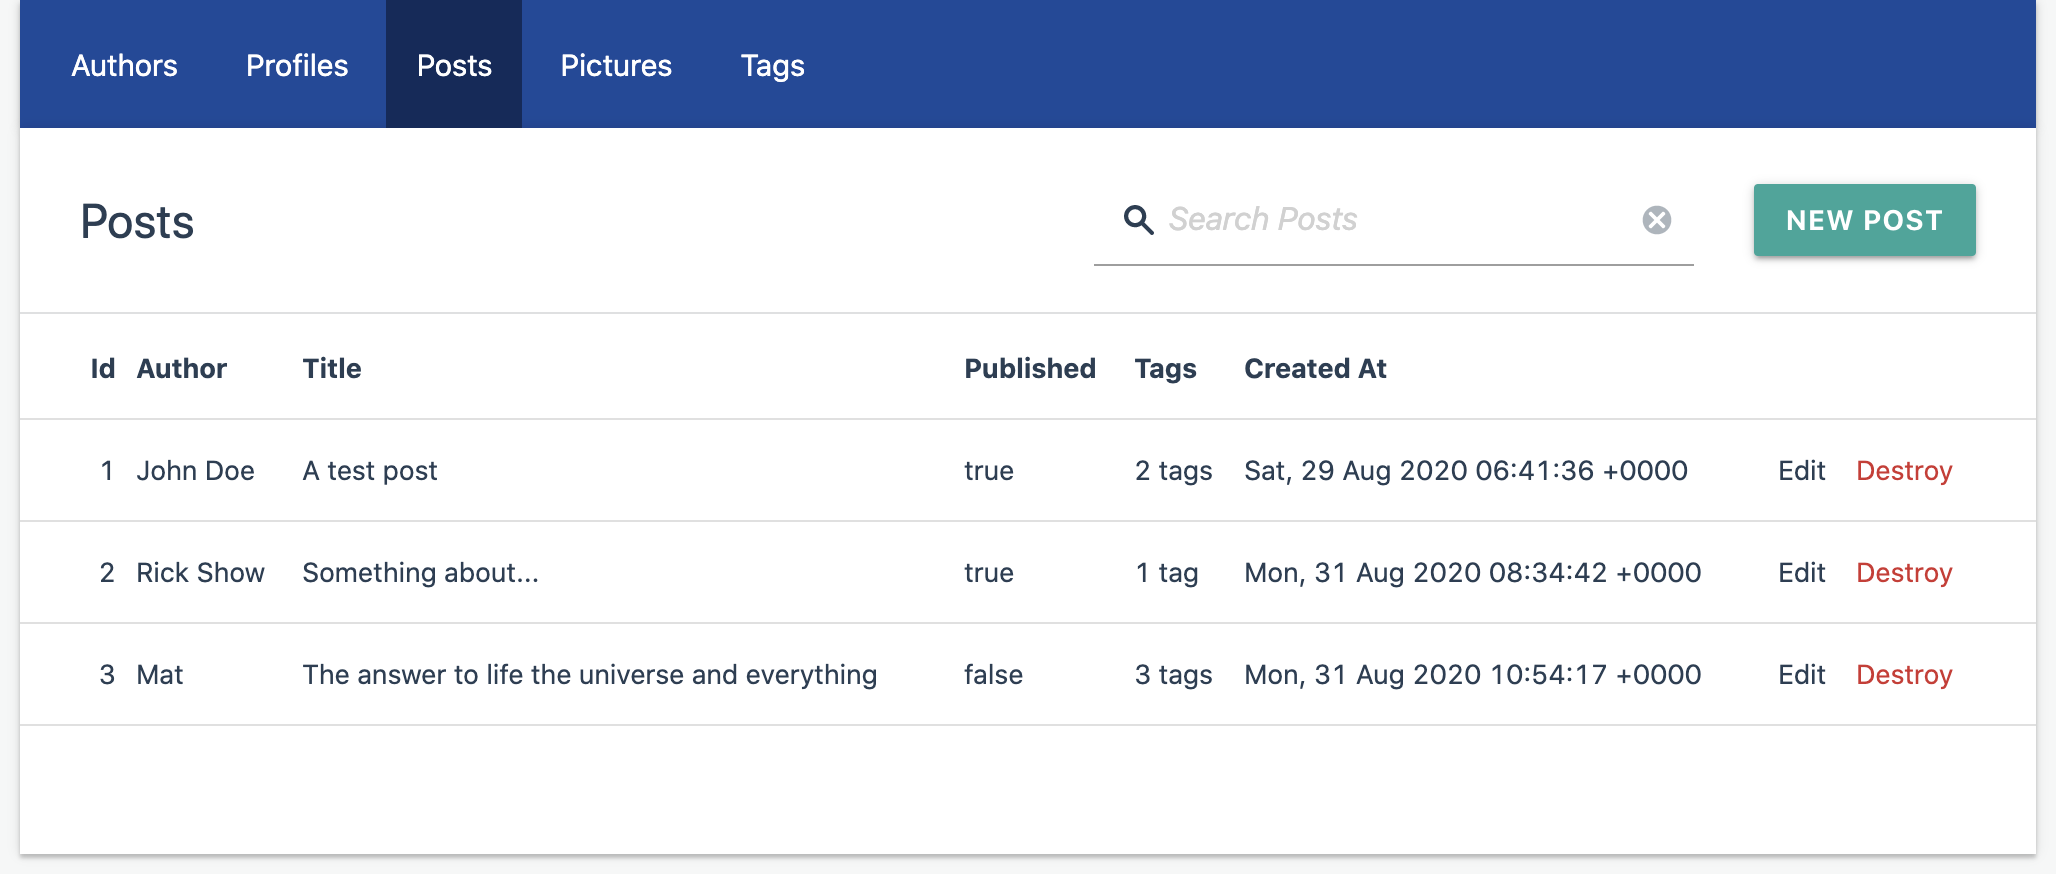 Authors Profiles Posts Pictures Tags
Posts Search Posts NEW POST
Id Author Title Published Tags Created At
1 John Doe A test post true 2 tags Sat, 29 Aug 2020 06:41:36 +0000 Edit Destroy
2 Rick Show Something about... true 1 tag Mon, 31 Aug 2020 08:34:42 +0000 Edit Destroy
3 Mat The answer to life the universe and everything false 3 tags Mon, 31 Aug 2020 10:54:17 +0000 Edit Destroy